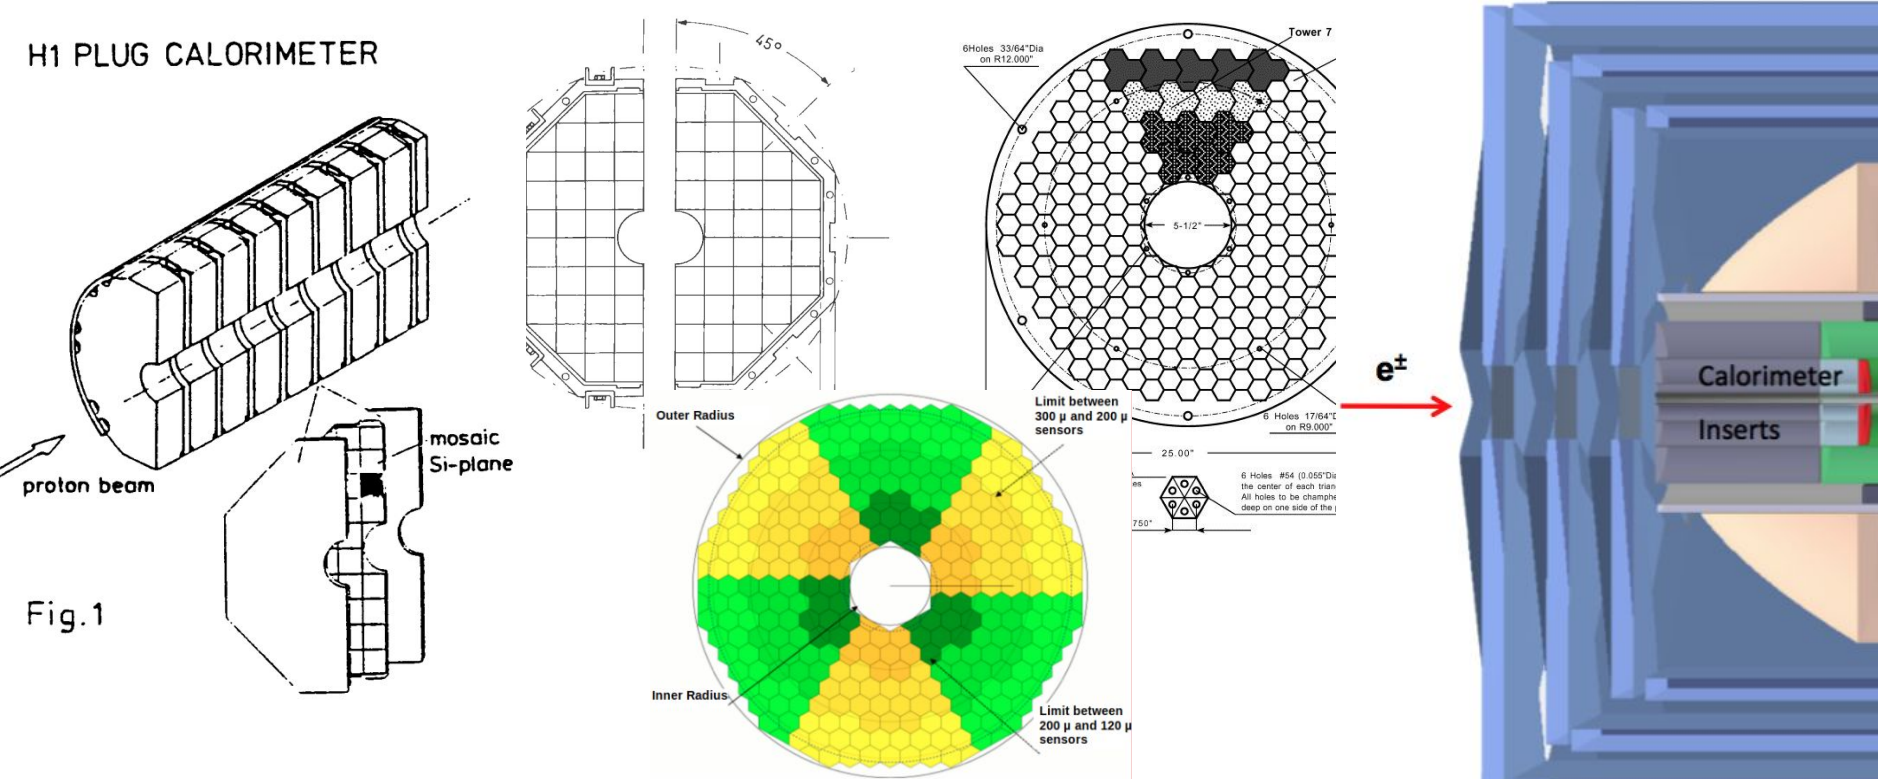 H1 PLUG CALORIMETER
proton beam
mosaic
Si-plane
Fig.1
45°
6Holes 33/64"Dia
on R12.000"
Tower 7
5-1/2"
6 Holes 17/64"D
on R9.000"
25.00"
6 Holes #54 (0.055"Dia
the center of each trian
All holes to be champhe
deep on one side of the
es
750"
Outer Radius
Limit between
300 µ and 200 µ
sensors
Inner Radius
Limit between
200 µ and 120 µ
sensors
e±
Calorimeter
Inserts